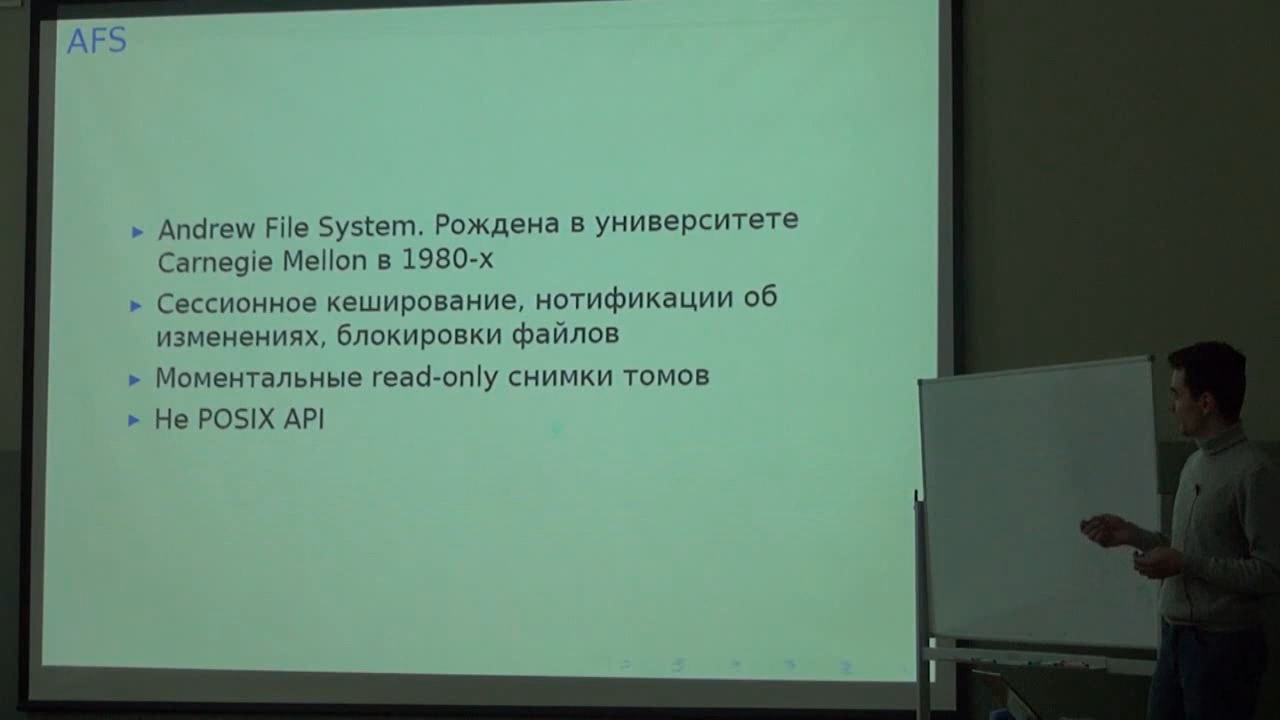 AFS
Andrew File System. Рождена в университете
Carnegie Mellon в 1980-х
Сессионное кеширование, нотификации об
изменениях, блокировки файлов
Моментальные read-only снимки томов
Не POSIX API